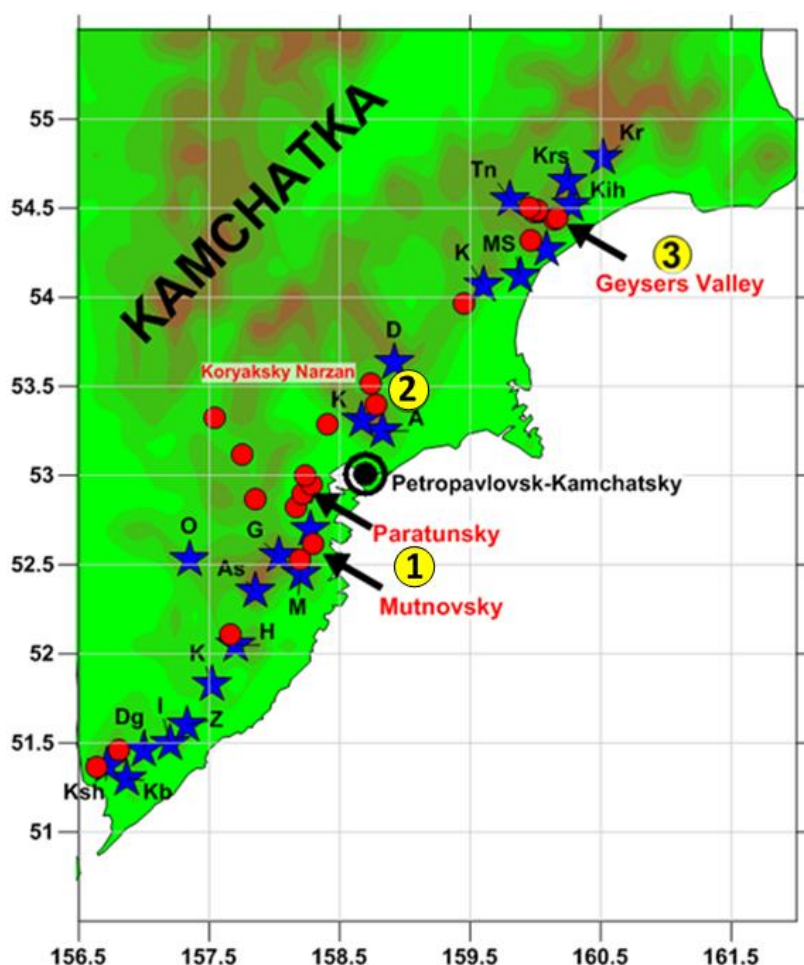 55
54.5
54
53.5
53
52.5
52
51.5
51
156.5
157.5
158.5
159.5
160.5
161.5
KAMCHATKA
Kr
Krs
Tn
Kih
MS
3
Geysers Valley
K
D
Koryaksky Narzan
2
K
A
Petropavlovsk-Kamchatsky
Paratunsky
O
G
1
As
Mutnovsky
M
H
K
I
Dg
Z
Ksh
Kb